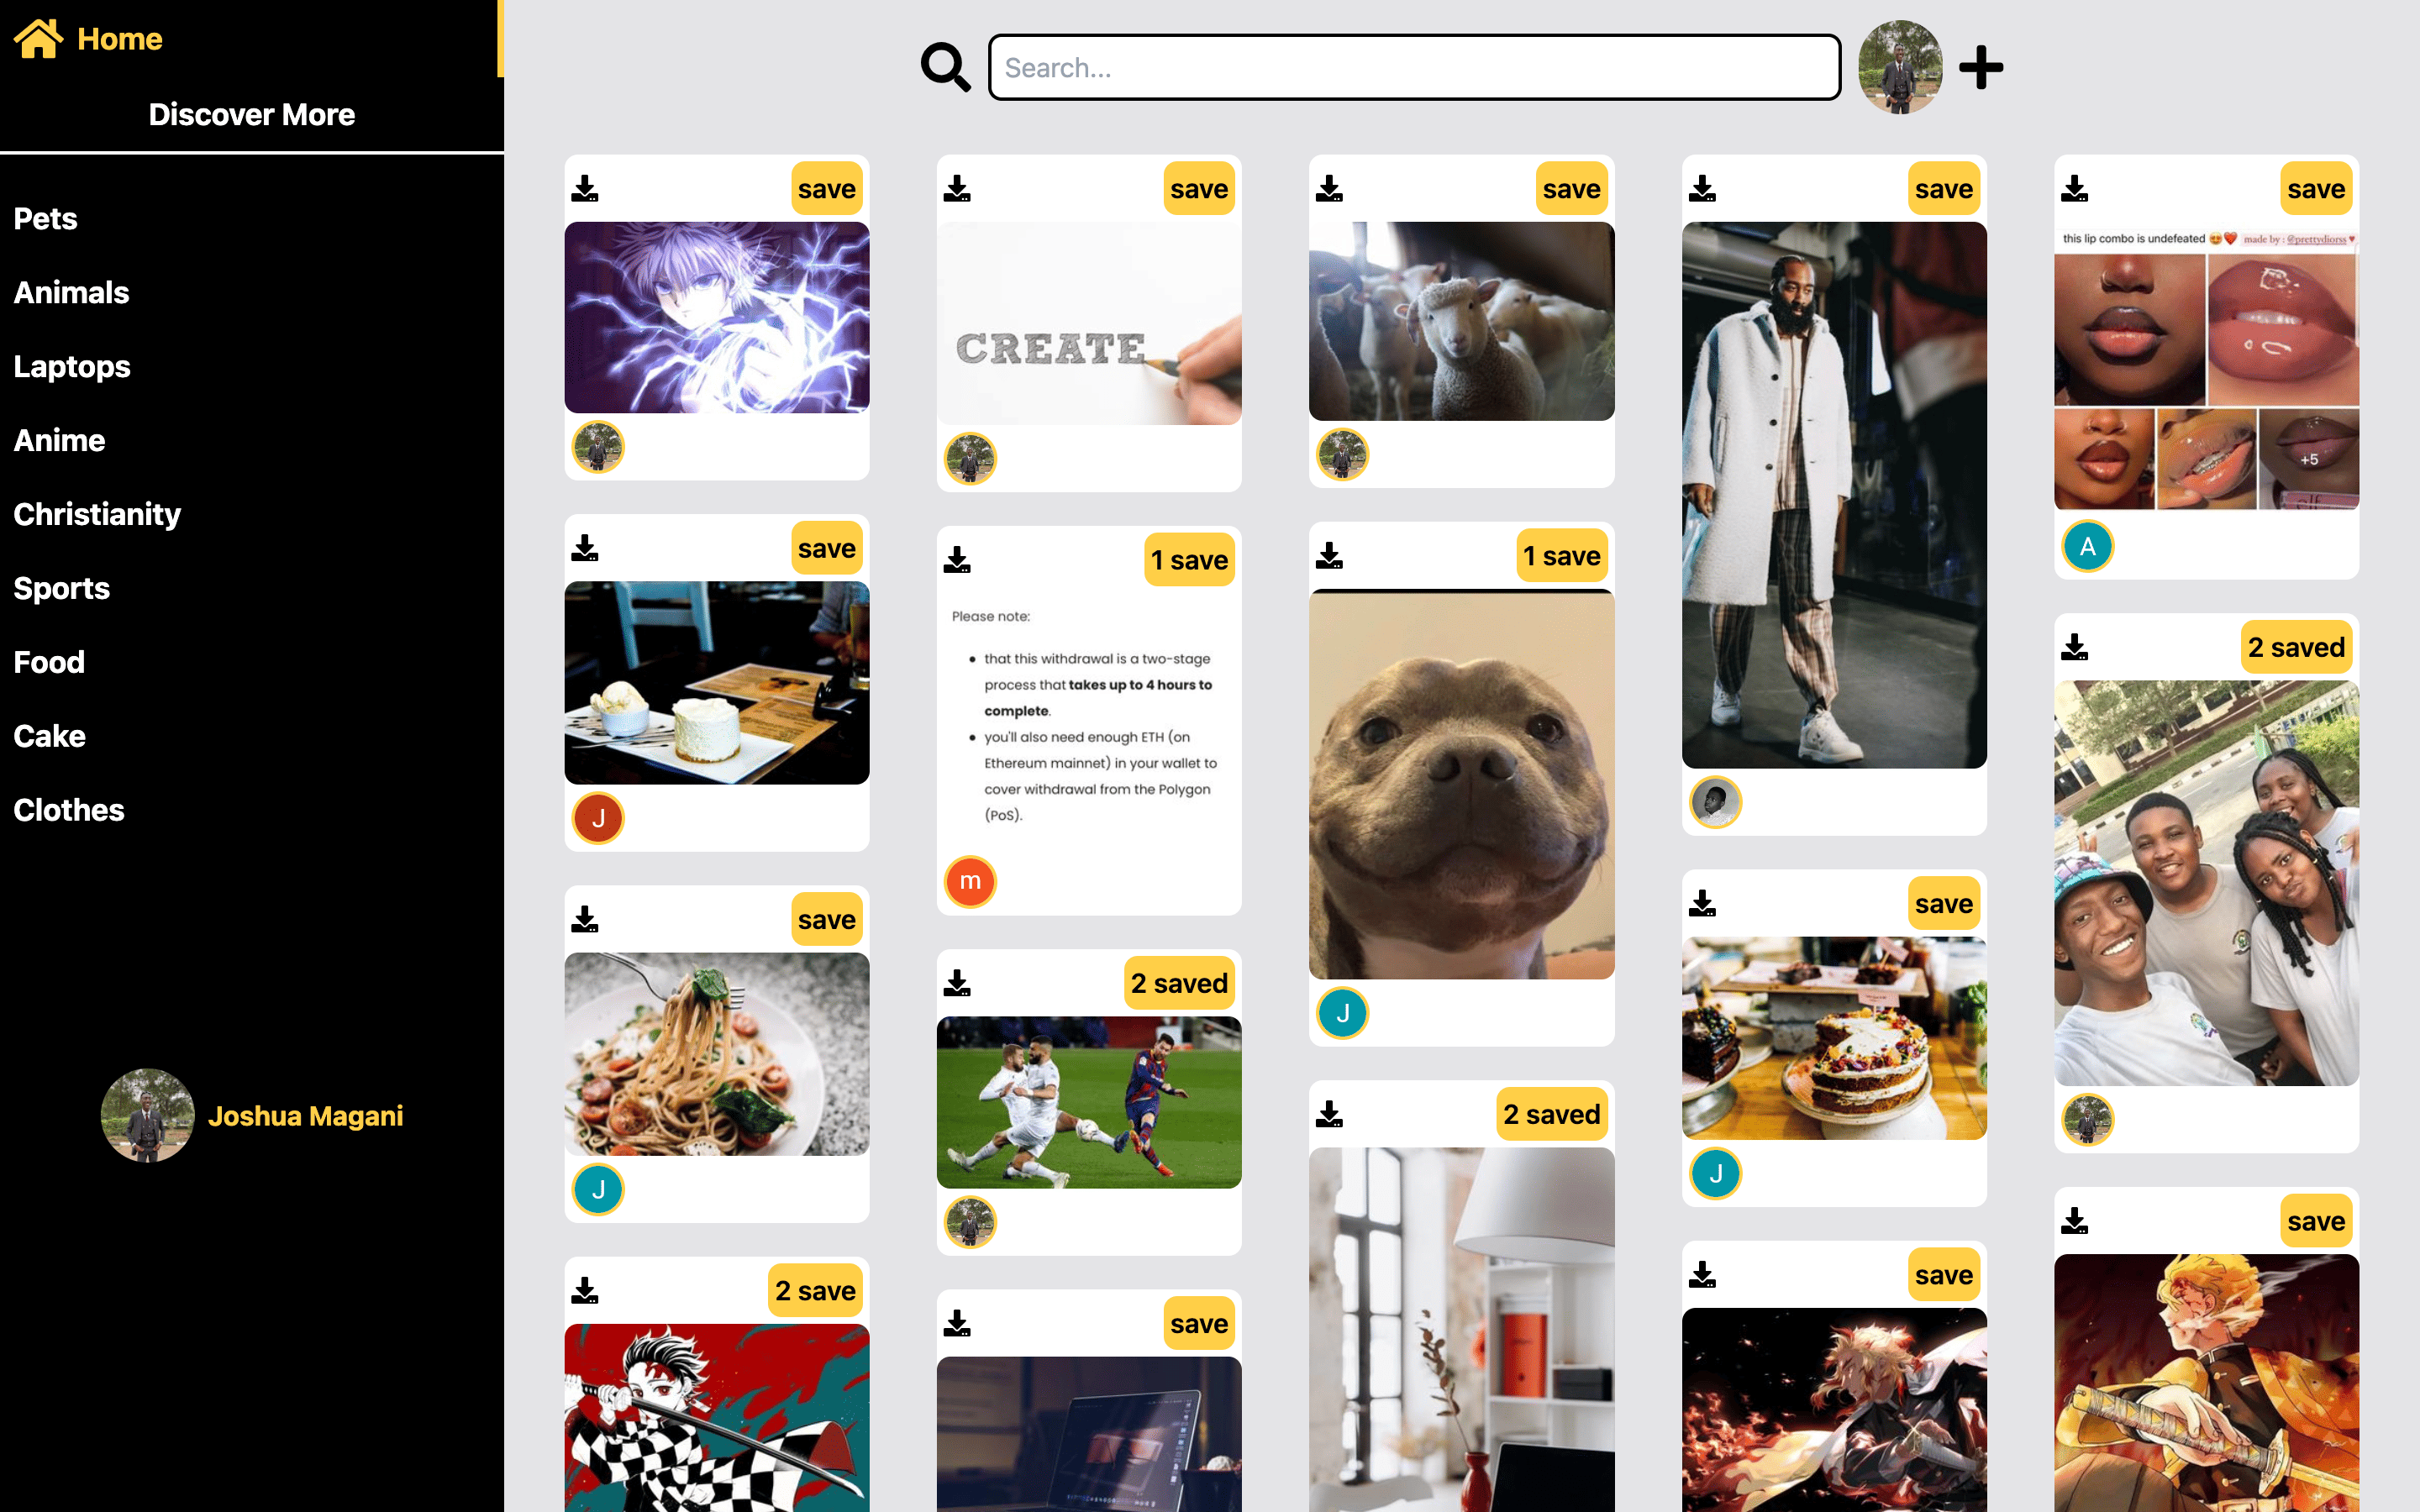 Home
Discover More
Pets
Animals
Laptops
Anime
Christianity
Sports
Food
Cake
Clothes
Joshua Magani
Search...
save
save
CREATE
save
J
save
J
2 save
1 save
Please note:
that this withdrawal is a two-stage
process that takes up to 4 hours to
complete.
you'll also need enough ETH (on
Ethereum mainnet) in your wallet to
cover withdrawal from the Polygon
(PoS).
m
2 saved
save
save
1 save
J
2 saved
save
save
J
save
save
this lip combo is undefeated 😍❤️ made by : @prettydiorss ♥
+5
elf
A
2 saved
save